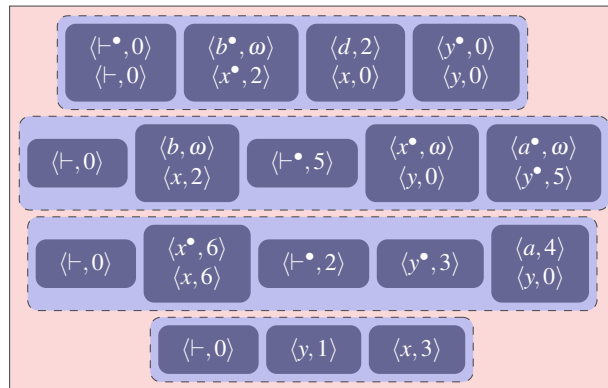 ⟨⊢•, 0⟩ ⟨b•, ω⟩ ⟨d, 2⟩ ⟨y•, 0⟩
⟨⊢, 0⟩ ⟨x•, 2⟩ ⟨x, 0⟩ ⟨y, 0⟩
⟨b, ω⟩ ⟨x•, ω⟩ ⟨a•, ω⟩
⟨⊢, 0⟩ ⟨⊢•, 5⟩
⟨x, 2⟩ ⟨y, 0⟩ ⟨y•, 5⟩
⟨x•, 6⟩ ⟨a, 4⟩
⟨⊢, 0⟩ ⟨⊢•, 2⟩ ⟨y•, 3⟩
⟨x, 6⟩ ⟨y, 0⟩
⟨⊢, 0⟩ ⟨y, 1⟩ ⟨x, 3⟩